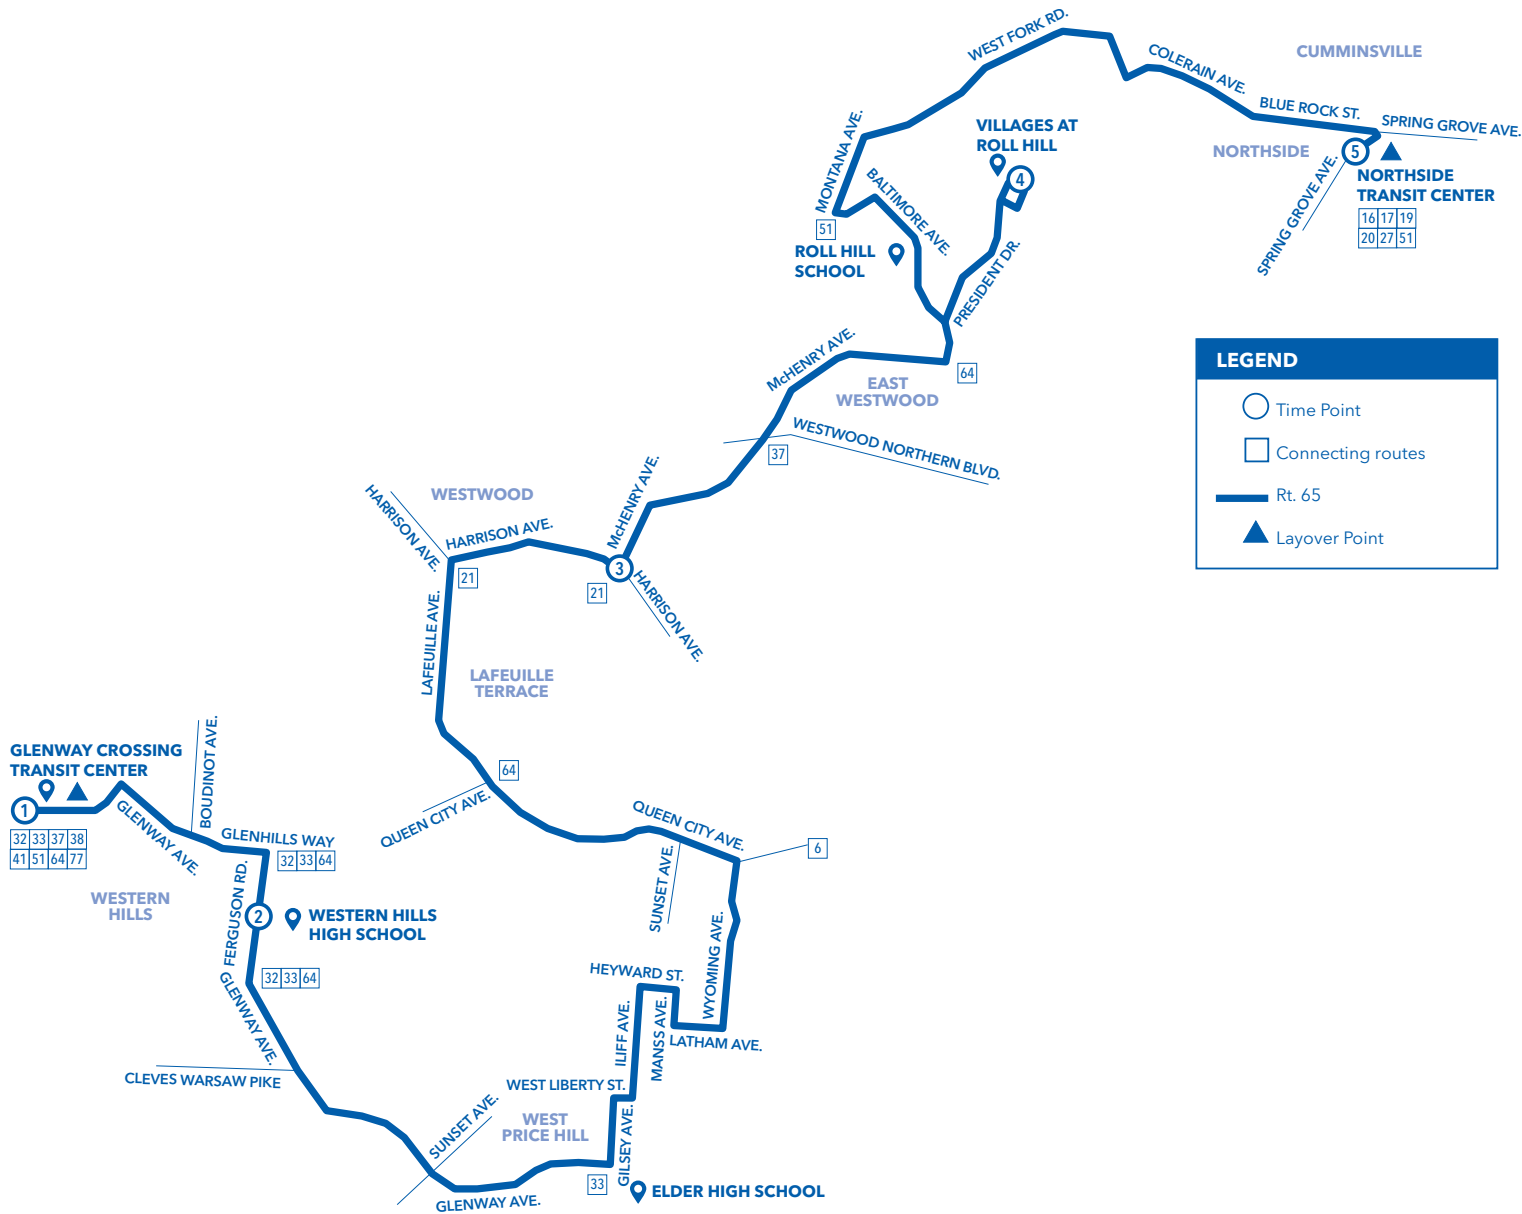 WEST FORK RD.
COLERAIN AVE.
CUMMINSVILLE
BLUE ROCK ST.
SPRING GROVE AVE.
MONTANA AVE.
VILLAGES AT
ROLL HILL
4
NORTHSIDE
5
NORTHSIDE
TRANSIT CENTER
16 17 19
20 27 51
SPRING GROVE AVE.
BALTIMORE AVE.
51
ROLL HILL
SCHOOL
PRESIDENT DR.
McHENRY AVE.
64
EAST
WESTWOOD
LEGEND
Time Point
Connecting routes
Rt. 65
Layover Point
WESTWOOD NORTHERN BLVD.
37
McHENRY AVE.
WESTWOOD
HARRISON AVE.
HARRISON AVE.
21
3
21
HARRISON AVE.
LAFEUILLE AVE.
LAFEUILLE
TERRACE
GLENWAY CROSSING
TRANSIT CENTER
BOUDINOT AVE.
1
32 33 37 38
41 51 64 77
GLENWAY AVE.
GLENHILLS WAY
32 33 64
64
QUEEN CITY AVE.
QUEEN CITY AVE.
6
SUNSET AVE.
WESTERN
HILLS
FERGUSON RD.
2
WESTERN HILLS
HIGH SCHOOL
32 33 64
GLENWAY AVE.
WYOMING AVE.
HEYWARD ST.
ILIFF AVE.
MANSS AVE.
LATHAM AVE.
CLEVES WARSAW PIKE
WEST LIBERTY ST.
SUNSET AVE.
WEST
PRICE HILL
GILSEY AVE.
33
ELDER HIGH SCHOOL
GLENWAY AVE.